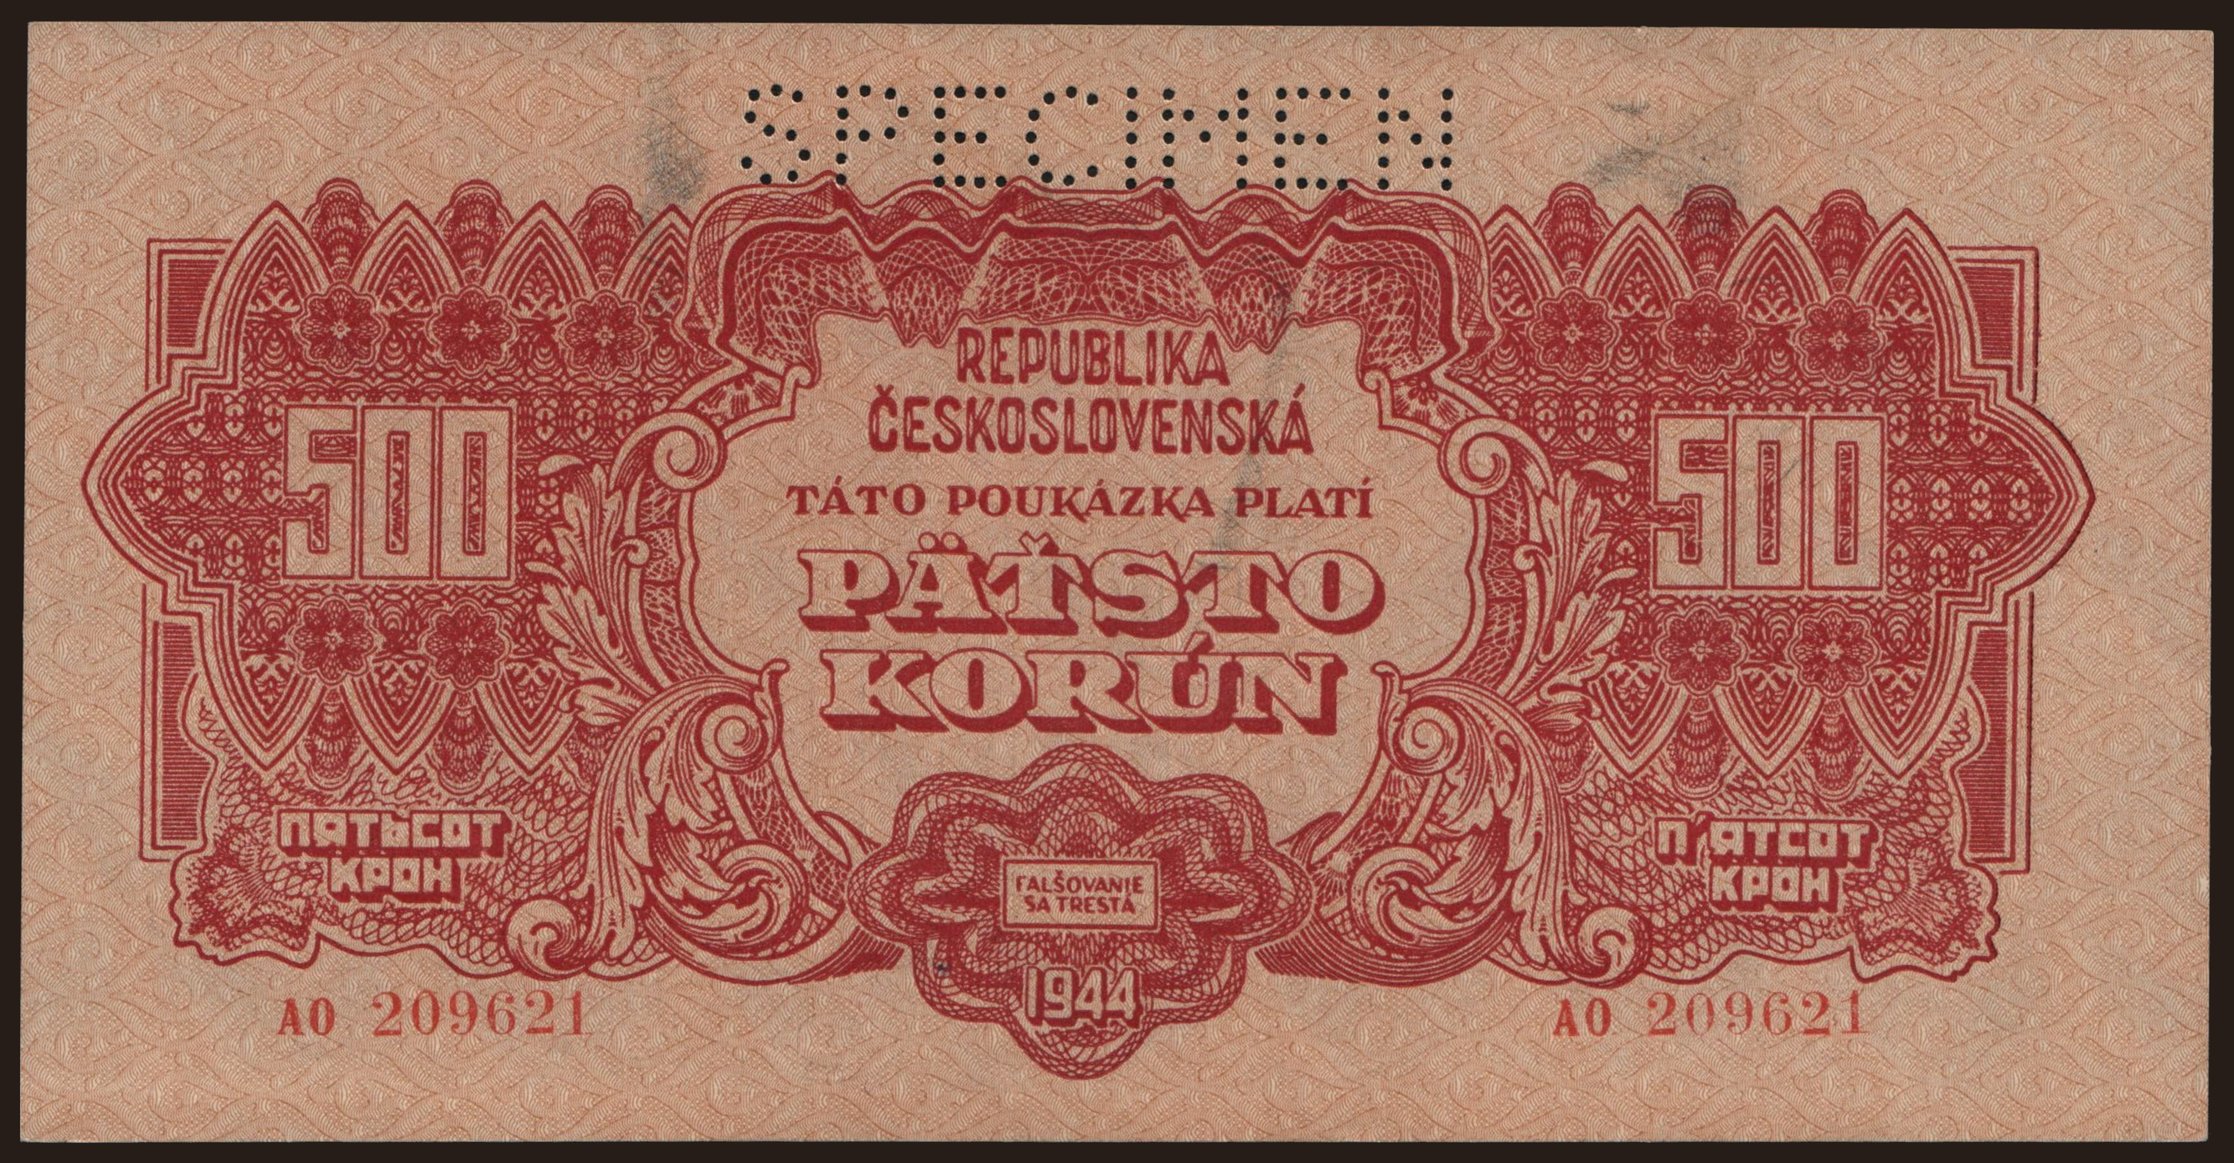 SPECIMEN
REPUBLIKA
ČESKOSLOVENSKÁ
TÁTO POUKÁZKA PLATÍ
PÄŤSTO
KORÚN
500
500
ПЯТЬСОТ
КРОН
П'ЯТСОТ
КРОН
FALŠOVANIE
SA TRESTÁ
1944
AO 209621
AO 209621